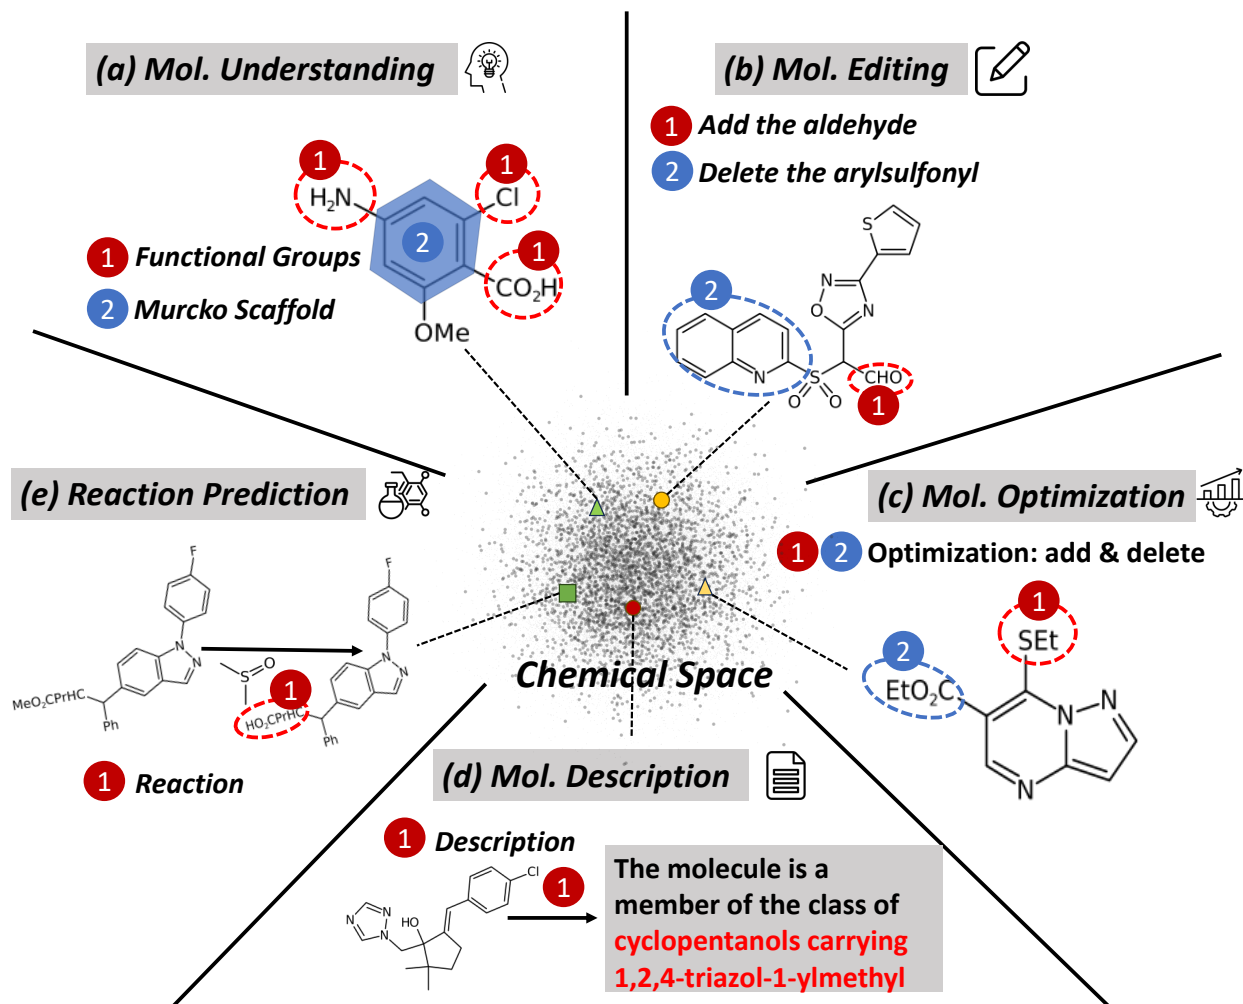 (a) Mol. Understanding
1
1
H₂N
Cl
2
1
1 Functional Groups
CO₂H
2 Murcko Scaffold
OMe
(b) Mol. Editing
1 Add the aldehyde
2 Delete the arylsulfonyl
S
2
N
O
N
N
S
CHO
O
O
1
(c) Mol. Optimization
1 2 Optimization: add & delete
1
SEt
2
EtO₂C
N
N
N
Chemical Space
(d) Mol. Description
1 Description
Cl
1
N
N
N
HO
The molecule is a
member of the class of
cyclopentanols carrying
1,2,4-triazol-1-ylmethyl
(e) Reaction Prediction
F
F
N
N
N
N
S
O
MeO₂CPrHC
1
HO₂CPrHC
Ph
Ph
1 Reaction